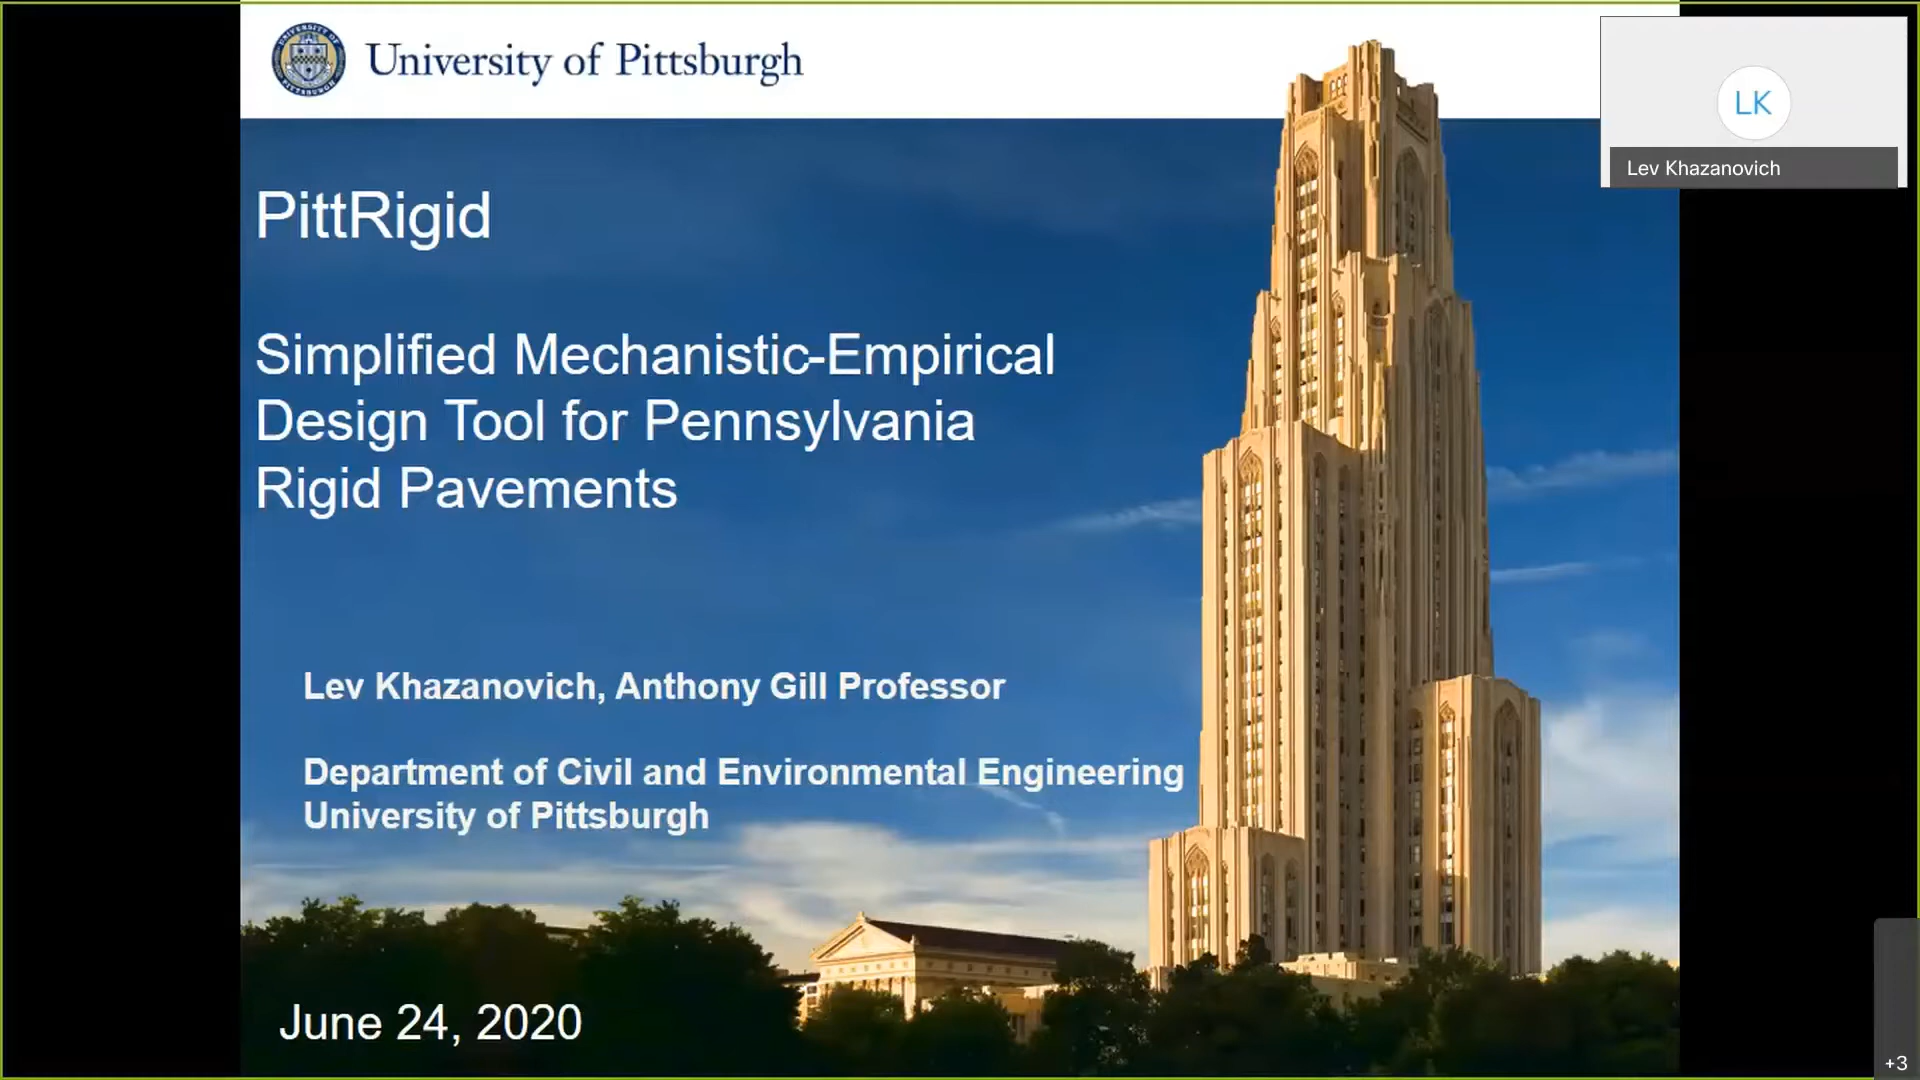 University of Pittsburgh
LK
Lev Khazanovich
PittRigid
Simplified Mechanistic-Empirical
Design Tool for Pennsylvania
Rigid Pavements
Lev Khazanovich, Anthony Gill Professor
Department of Civil and Environmental Engineering
University of Pittsburgh
June 24, 2020
+3